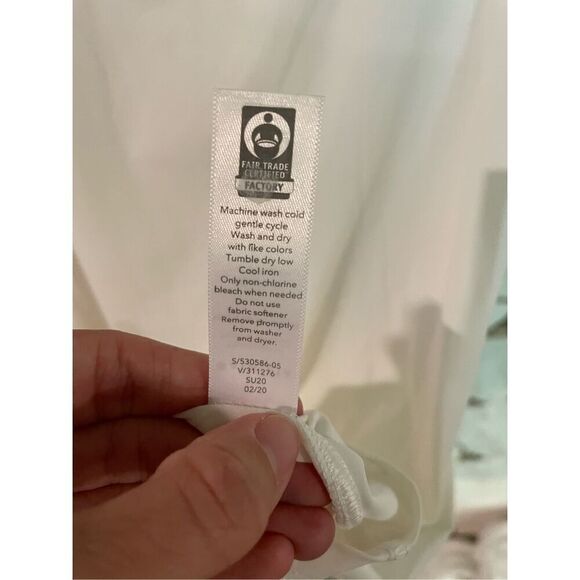 FAIR TRADE
CERTIFIED™
FACTORY
Machine wash cold
gentle cycle
Wash and dry
with like colors
Tumble dry low
Cool iron
Only non-chlorine
bleach when needed
Do not use
fabric softener
Remove promptly
from washer
and dryer.
S/530586-05
V/311276
SU20
02/20